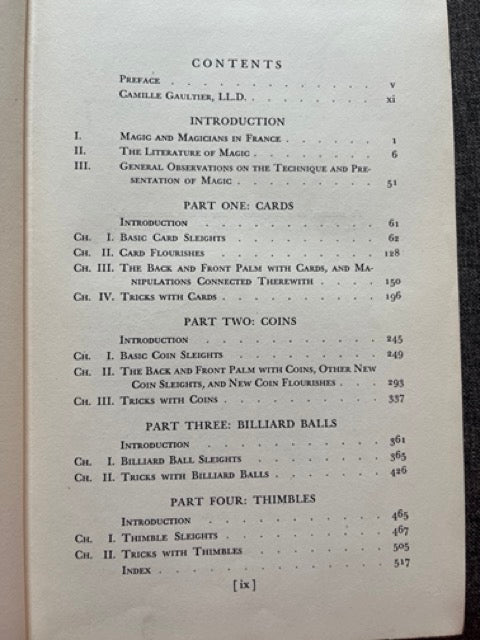 CONTENTS
PREFACE . . . . . . . . . . . . v
CAMILLE GAULTIER, LL.D. . . . . . . . . xi
INTRODUCTION
I. MAGIC AND MAGICIANS IN FRANCE . . . . . . 1
II. THE LITERATURE OF MAGIC . . . . . . . . 6
III. GENERAL OBSERVATIONS ON THE TECHNIQUE AND PRE-
SENTATION OF MAGIC . . . . . . . . 51
PART ONE: CARDS
INTRODUCTION . . . . . . . . . . 61
CH. I. BASIC CARD SLEIGHTS . . . . . . . . 62
CH. II. CARD FLOURISHES . . . . . . . . . 128
CH. III. THE BACK AND FRONT PALM WITH CARDS, AND MA-
NIPULATIONS CONNECTED THEREWITH . . . . 150
CH. IV. TRICKS WITH CARDS . . . . . . . . . 196
PART TWO: COINS
INTRODUCTION . . . . . . . . . . 245
CH. I. BASIC COIN SLEIGHTS . . . . . . . . 249
CH. II. THE BACK AND FRONT PALM WITH COINS, OTHER NEW
COIN SLEIGHTS, AND NEW COIN FLOURISHES . . . 293
CH. III. TRICKS WITH COINS . . . . . . . . . 337
PART THREE: BILLIARD BALLS
INTRODUCTION . . . . . . . . . . 361
CH. I. BILLIARD BALL SLEIGHTS . . . . . . . 365
CH. II. TRICKS WITH BILLIARD BALLS . . . . . . 426
PART FOUR: THIMBLES
INTRODUCTION . . . . . . . . . . 465
CH. I. THIMBLE SLEIGHTS . . . . . . . . . 467
CH. II. TRICKS WITH THIMBLES . . . . . . . . 505
INDEX . . . . . . . . . . . . 517
[ ix ]